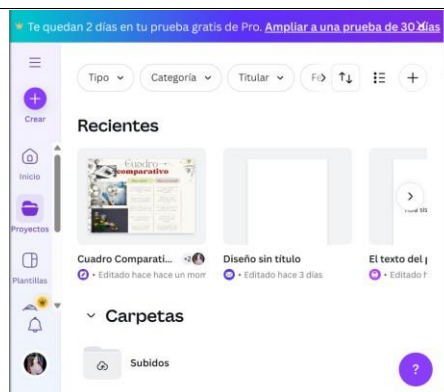 Te quedan 2 días en tu prueba gratis de Pro. Ampliar a una prueba de 30 días
Tipo Categoría Titular Fe
Crear
Recientes
Inicio
Cuadro
comparativo
Proyectos
Cuadro Comparati... +2
Diseño sin título
El texto del p
Editado hace hace un mom
Editado hace 3 días
Editado h
Plantillas
Carpetas
Subidos
?